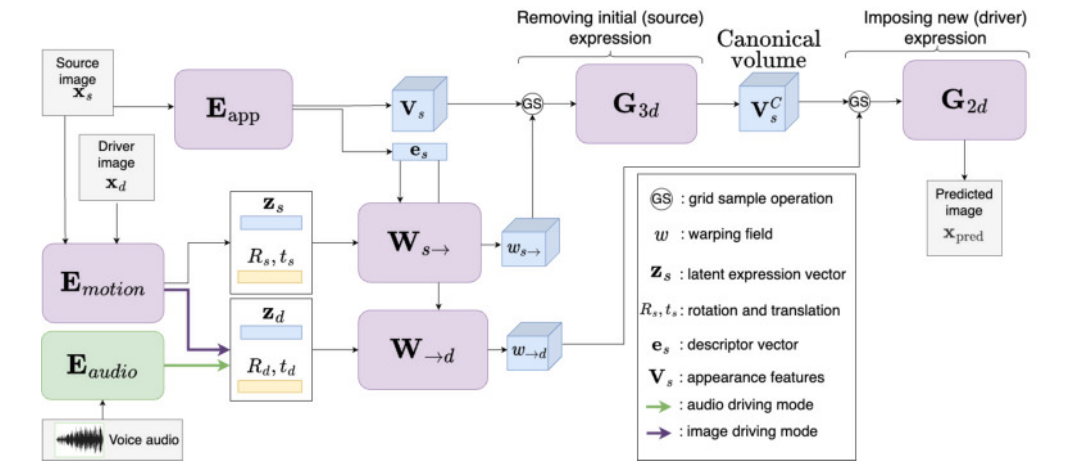 Removing initial (source)
expression
Imposing new (driver)
expression
Canonical
volume
Source
image
x_s
E_app
V_s
GS
G_3d
V_s^C
GS
G_2d
Driver
image
x_d
e_s
z_s
R_s, t_s
W_s→
w_s→
E_motion
z_d
R_d, t_d
W_→d
w_→d
E_audio
Voice audio
Predicted
image
x_pred
GS : grid sample operation
w : warping field
z_s : latent expression vector
R_s, t_s : rotation and translation
e_s : descriptor vector
V_s : appearance features
: audio driving mode
: image driving mode